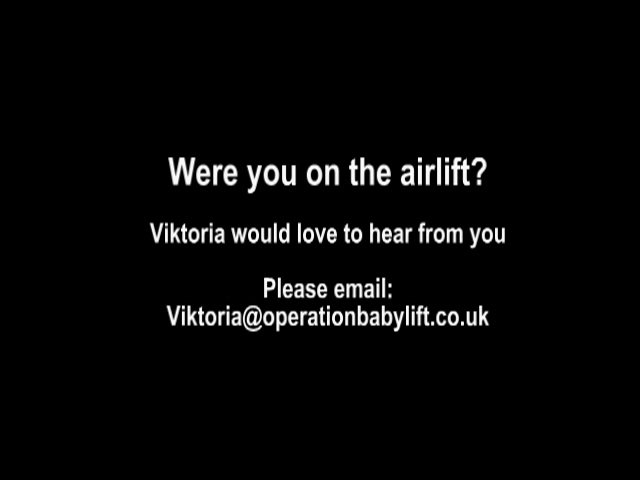 Were you on the airlift?
Viktoria would love to hear from you
Please email:
Viktoria@operationbabylift.co.uk